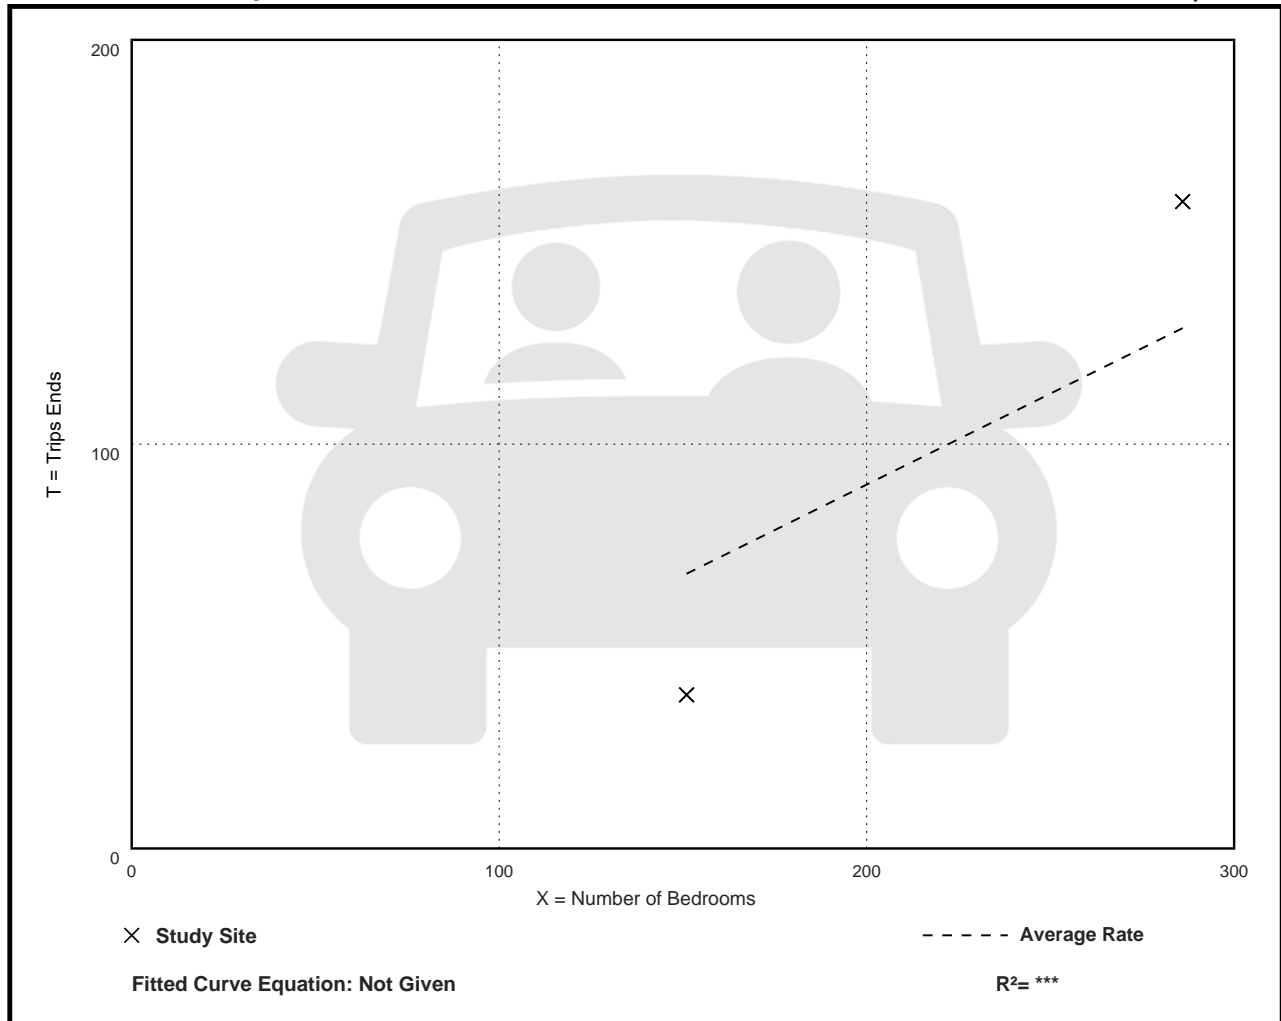 200
100
0
0 100 200 300
T = Trips Ends
X = Number of Bedrooms
Study Site
Average Rate
Fitted Curve Equation: Not Given
R²= ***